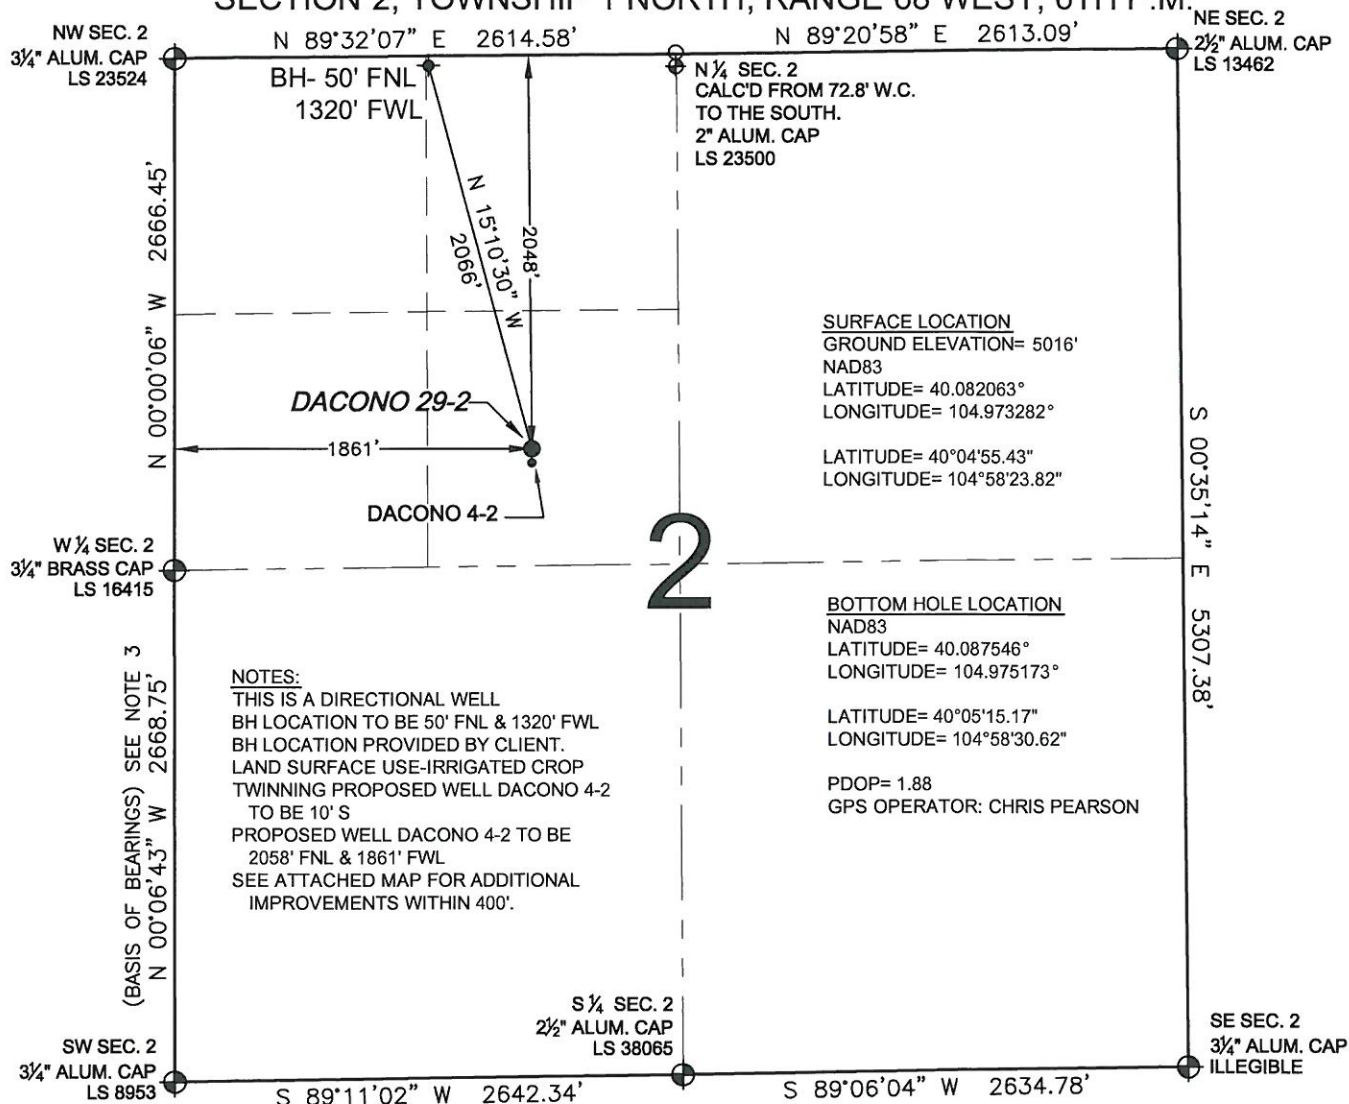 SECTION 2, TOWNSHIP 1 NORTH, RANGE 68 WEST, 6TH P.M.
NW SEC. 2
3¼" ALUM. CAP
LS 23524
N 89°32'07" E 2614.58'
N 89°20'58" E 2613.09'
NE SEC. 2
2½" ALUM. CAP
LS 13462
BH- 50' FNL
1320' FWL
N ¼ SEC. 2
CALC'D FROM 72.8' W.C.
TO THE SOUTH.
2" ALUM. CAP
LS 23500
N 00°00'06" W 2666.45'
N 15°10'30" W
2066'
2048'
SURFACE LOCATION
GROUND ELEVATION= 5016'
NAD83
LATITUDE= 40.082063°
LONGITUDE= 104.973282°
LATITUDE= 40°04'55.43"
LONGITUDE= 104°58'23.82"
DACONO 29-2
1861'
DACONO 4-2
S 00°35'14" E 5307.38'
2
W ¼ SEC. 2
3¼" BRASS CAP
LS 16415
BOTTOM HOLE LOCATION
NAD83
LATITUDE= 40.087546°
LONGITUDE= 104.975173°
LATITUDE= 40°05'15.17"
LONGITUDE= 104°58'30.62"
PDOP= 1.88
GPS OPERATOR: CHRIS PEARSON
(BASIS OF BEARINGS) SEE NOTE 3
N 00°06'43" W 2668.75'
NOTES:
THIS IS A DIRECTIONAL WELL
BH LOCATION TO BE 50' FNL & 1320' FWL
BH LOCATION PROVIDED BY CLIENT.
LAND SURFACE USE-IRRIGATED CROP
TWINNING PROPOSED WELL DACONO 4-2
TO BE 10' S
PROPOSED WELL DACONO 4-2 TO BE
2058' FNL & 1861' FWL
SEE ATTACHED MAP FOR ADDITIONAL
IMPROVEMENTS WITHIN 400'.
S ¼ SEC. 2
2½" ALUM. CAP
LS 38065
SW SEC. 2
3¼" ALUM. CAP
LS 8953
S 89°11'02" W 2642.34'
S 89°06'04" W 2634.78'
SE SEC. 2
3¼" ALUM. CAP
ILLEGIBLE